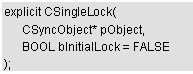 explicit CSingleLock(
CSyncObject* pObject,
BOOL bInitialLock = FALSE
);